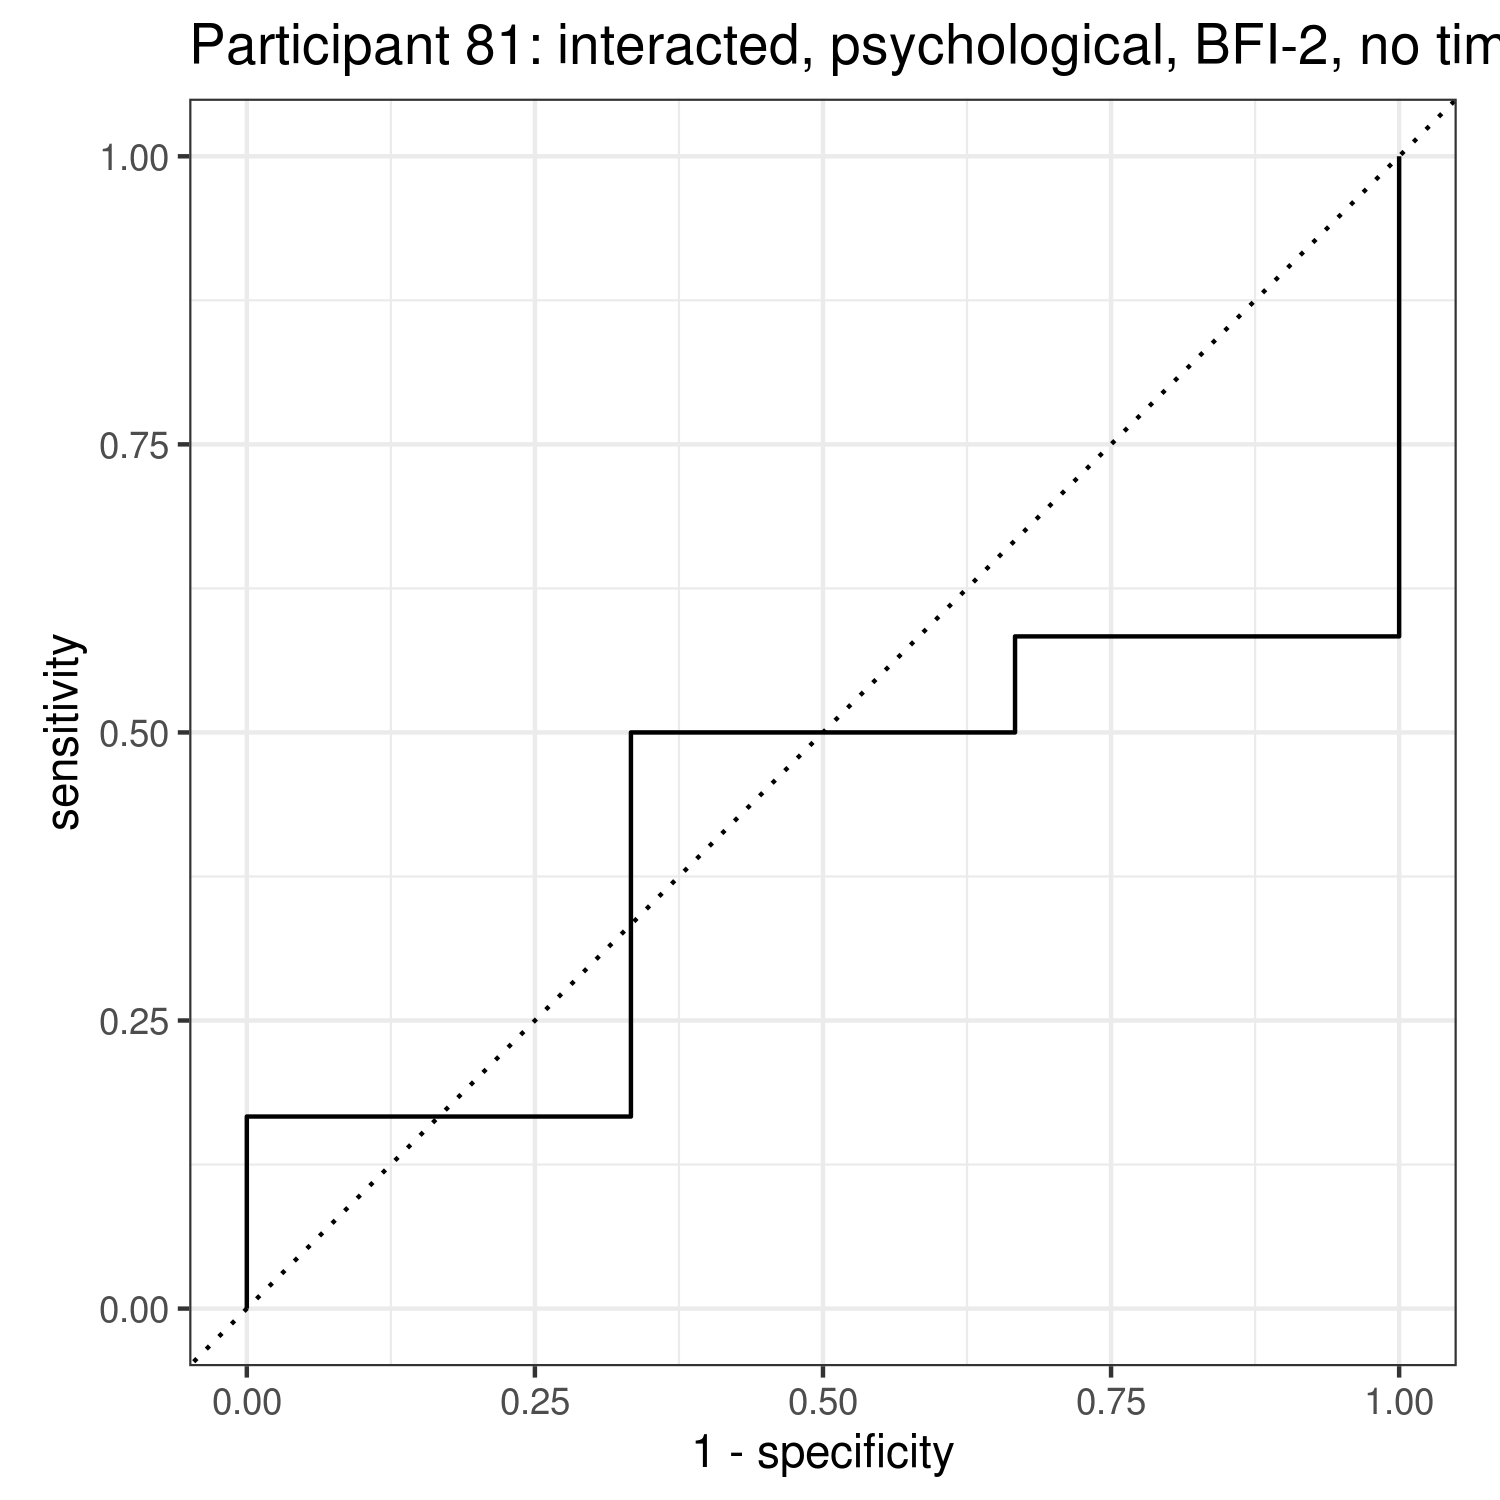 Participant 81: interacted, psychological, BFI-2, no tim
1.00
0.75
0.50
0.25
0.00
sensitivity
0.00 0.25 0.50 0.75 1.00
1 - specificity